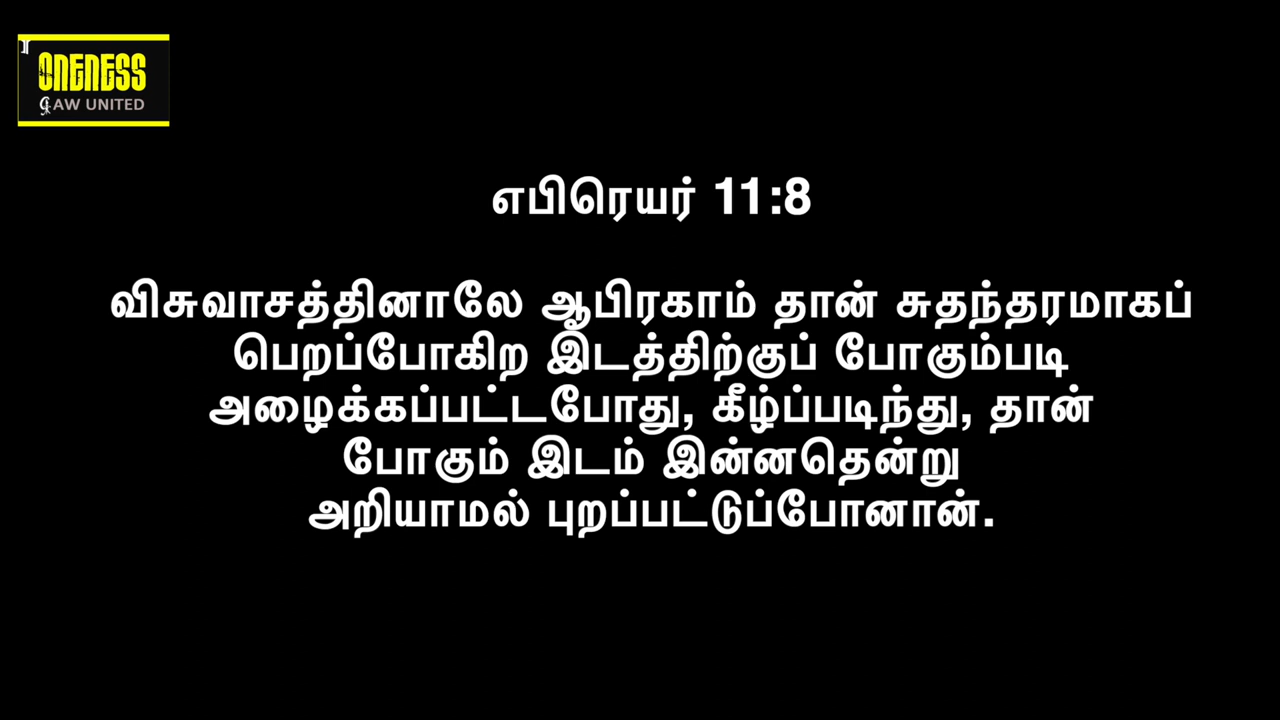 ONENESS
GAW UNITED
எபிரெயர் 11:8
விசுவாசத்தினாலே ஆபிரகாம் தான் சுதந்தரமாகப்
பெறப்போகிற இடத்திற்குப் போகும்படி
அழைக்கப்பட்டபோது, கீழ்ப்படிந்து, தான்
போகும் இடம் இன்னதென்று
அறியாமல் புறப்பட்டுப்போனான்.